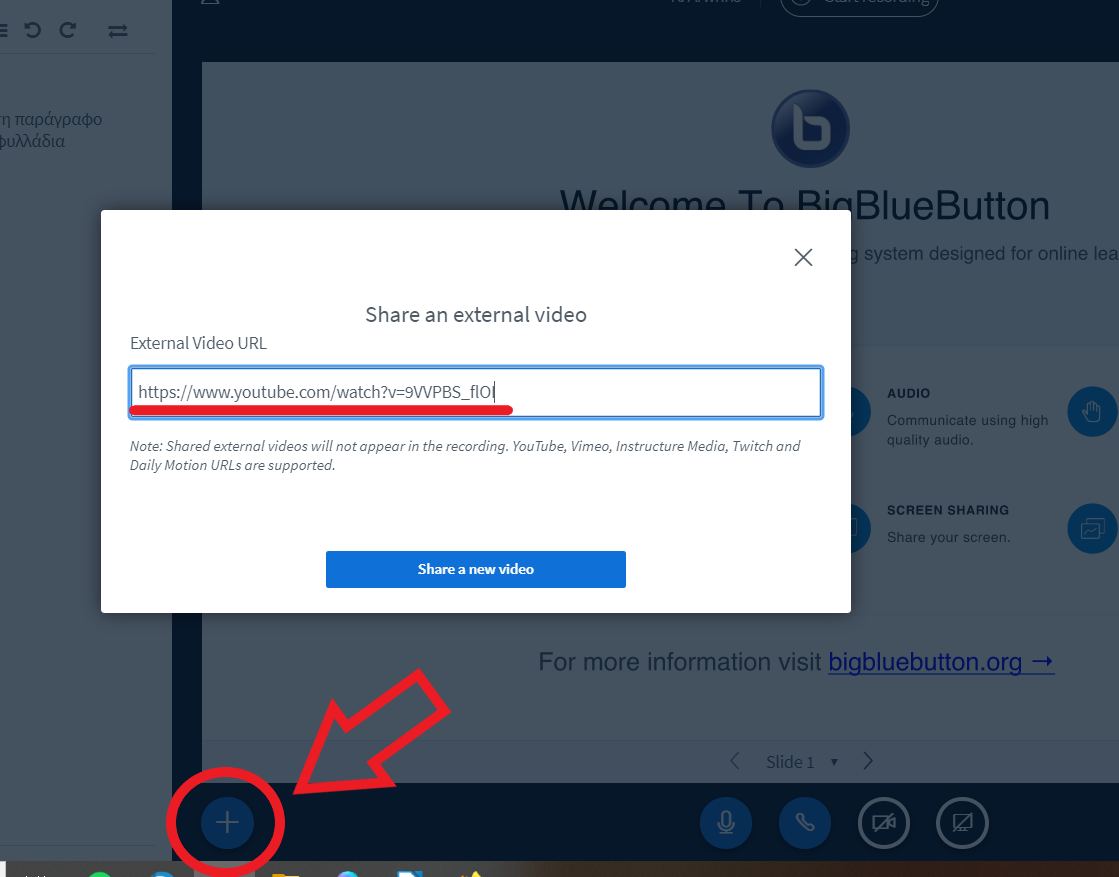 Start recording
τη παράγραφο
φυλλάδια
Welcome To BigBlueButton
system designed for online lea
Share an external video
External Video URL
https://www.youtube.com/watch?v=9VVPBS_flOI
Note: Shared external videos will not appear in the recording. YouTube, Vimeo, Instructure Media, Twitch and
Daily Motion URLs are supported.
Share a new video
AUDIO
Communicate using high
quality audio.
SCREEN SHARING
Share your screen.
For more information visit bigbluebutton.org →
Slide 1